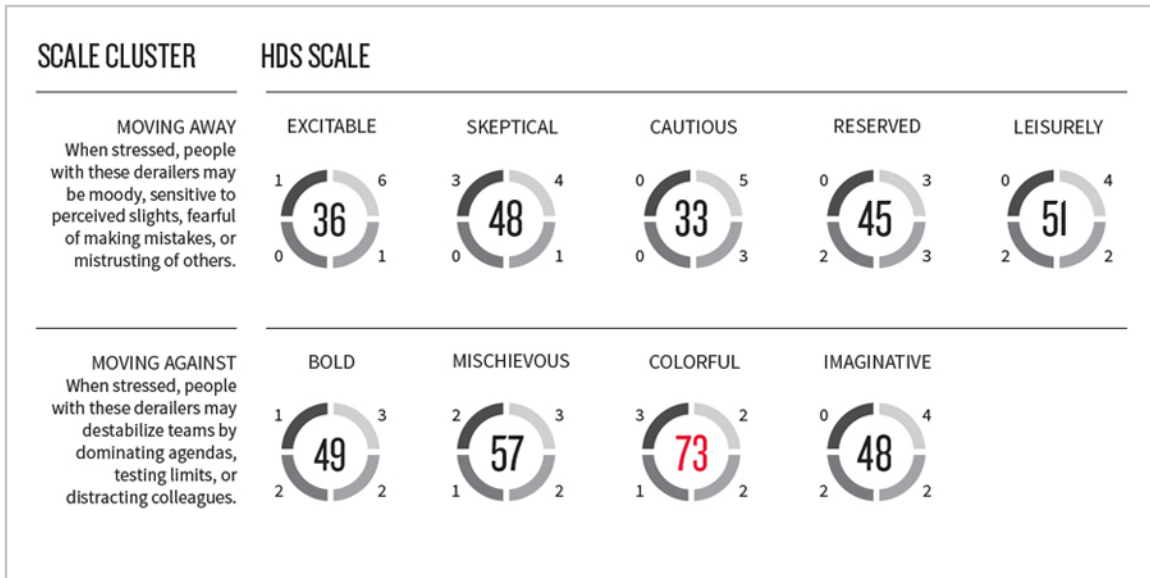 SCALE CLUSTER HDS SCALE
MOVING AWAY
When stressed, people
with these derailers may
be moody, sensitive to
perceived slights, fearful
of making mistakes, or
mistrusting of others.
EXCITABLE SKEPTICAL CAUTIOUS RESERVED LEISURELY
1 6 3 4 0 5 0 3 0 4
36 48 33 45 51
0 1 0 1 0 3 2 3 2 2
MOVING AGAINST
When stressed, people
with these derailers may
destabilize teams by
dominating agendas,
testing limits, or
distracting colleagues.
BOLD MISCHIEVOUS COLORFUL IMAGINATIVE
1 3 2 3 3 2 0 4
49 57 73 48
2 2 1 2 1 2 2 2